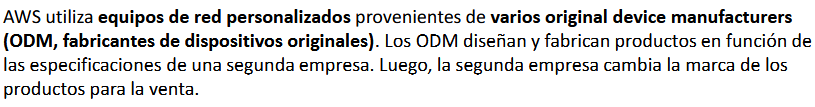 AWS utiliza equipos de red personalizados provenientes de varios original device manufacturers
(ODM, fabricantes de dispositivos originales). Los ODM diseñan y fabrican productos en función de
las especificaciones de una segunda empresa. Luego, la segunda empresa cambia la marca de los
productos para la venta.